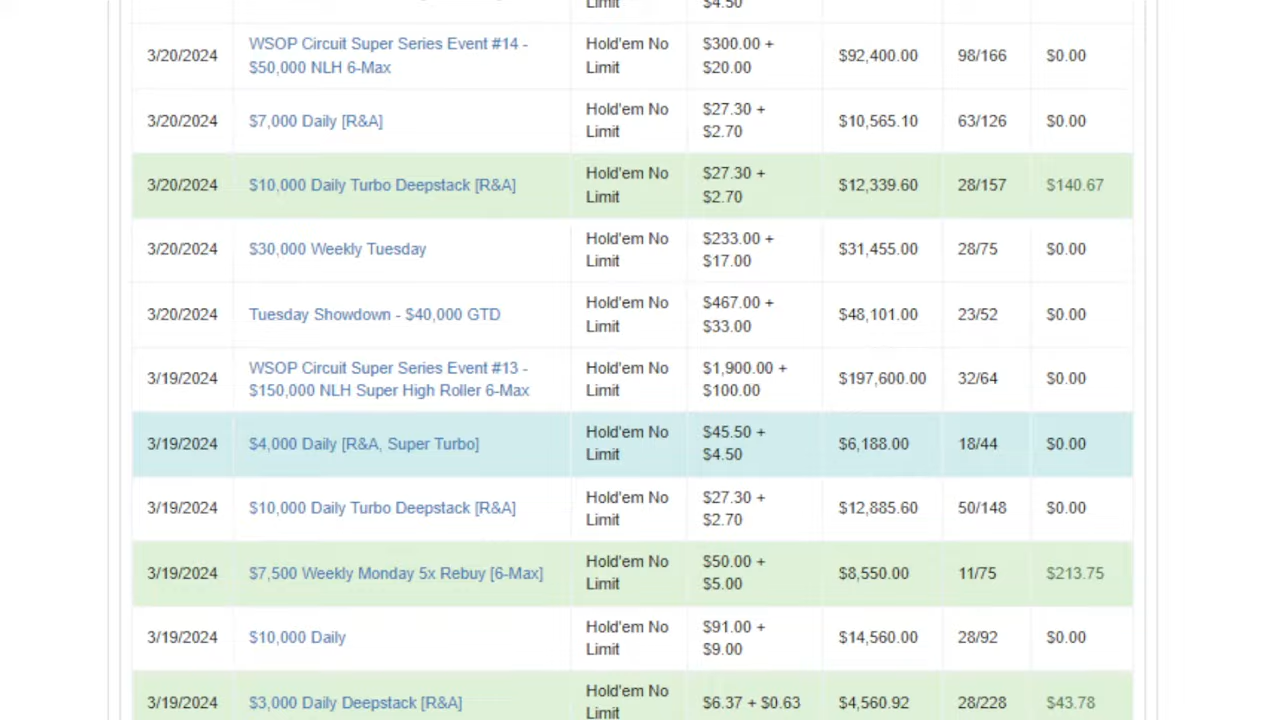 Limit $4.50
3/20/2024 WSOP Circuit Super Series Event #14 - Hold'em No $300.00 + $92,400.00 98/166 $0.00
$50,000 NLH 6-Max Limit $20.00
3/20/2024 $7,000 Daily [R&A] Hold'em No $27.30 + $10,565.10 63/126 $0.00
Limit $2.70
3/20/2024 $10,000 Daily Turbo Deepstack [R&A] Hold'em No $27.30 + $12,339.60 28/157 $140.67
Limit $2.70
3/20/2024 $30,000 Weekly Tuesday Hold'em No $233.00 + $31,455.00 28/75 $0.00
Limit $17.00
3/20/2024 Tuesday Showdown - $40,000 GTD Hold'em No $467.00 + $48,101.00 23/52 $0.00
Limit $33.00
3/19/2024 WSOP Circuit Super Series Event #13 - Hold'em No $1,900.00 + $197,600.00 32/64 $0.00
$150,000 NLH Super High Roller 6-Max Limit $100.00
3/19/2024 $4,000 Daily [R&A, Super Turbo] Hold'em No $45.50 + $6,188.00 18/44 $0.00
Limit $4.50
3/19/2024 $10,000 Daily Turbo Deepstack [R&A] Hold'em No $27.30 + $12,885.60 50/148 $0.00
Limit $2.70
3/19/2024 $7,500 Weekly Monday 5x Rebuy [6-Max] Hold'em No $50.00 + $8,550.00 11/75 $213.75
Limit $5.00
3/19/2024 $10,000 Daily Hold'em No $91.00 + $14,560.00 28/92 $0.00
Limit $9.00
3/19/2024 $3,000 Daily Deepstack [R&A] Hold'em No $6.37 + $0.63 $4,560.92 28/228 $43.78
Limit